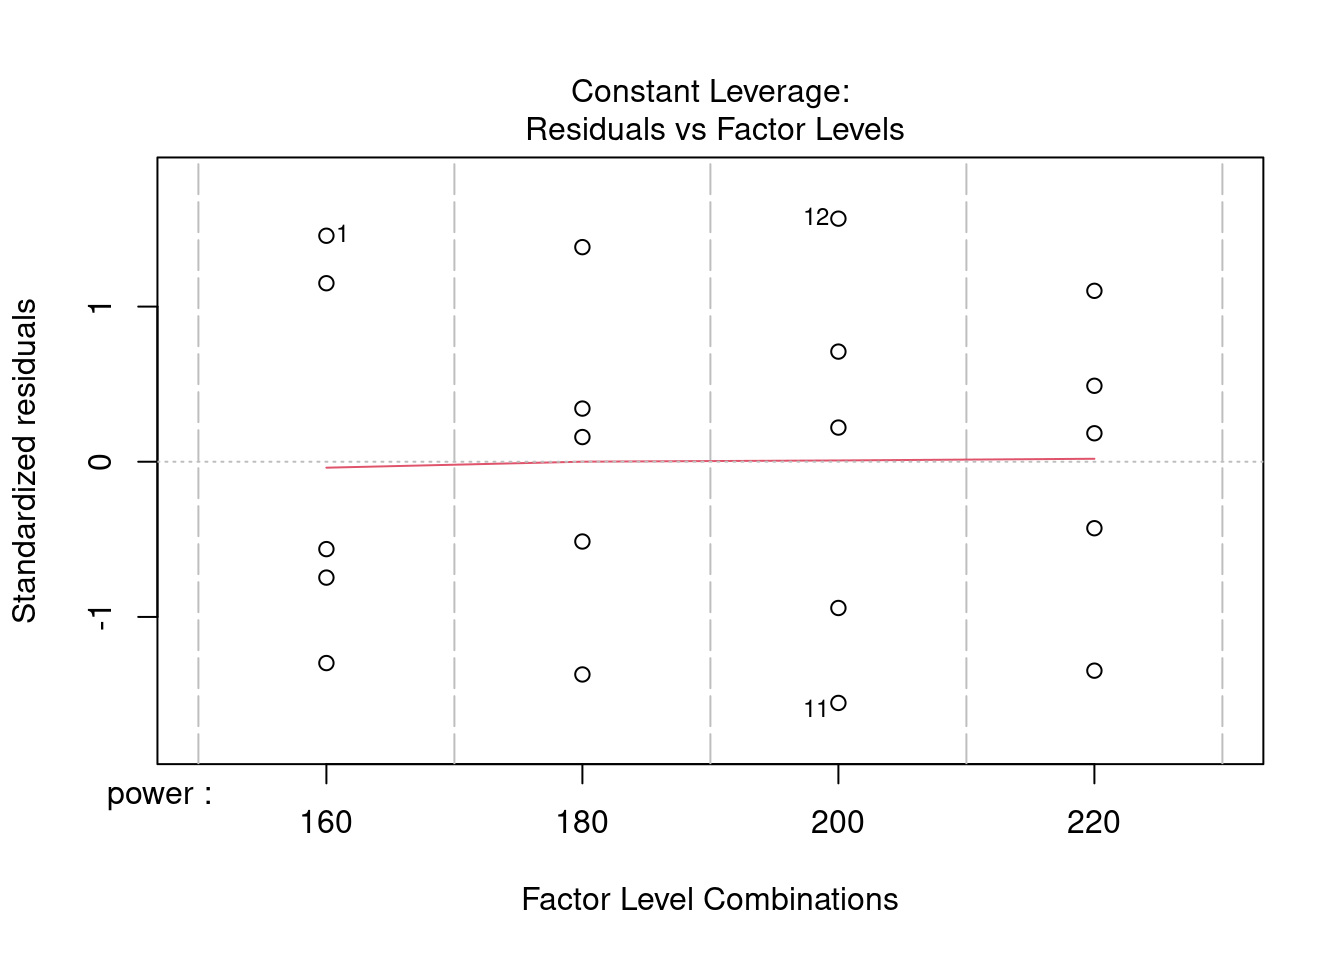 Constant Leverage:
Residuals vs Factor Levels
Standardized residuals
1
0
-1
1
12
11
power :
160 180 200 220
Factor Level Combinations